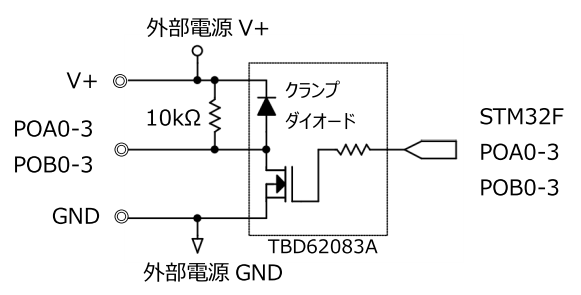 外部電源 V+
V+
クランプ
ダイオード
10kΩ
POA0-3
POB0-3
STM32F
POA0-3
POB0-3
GND
TBD62083A
外部電源 GND